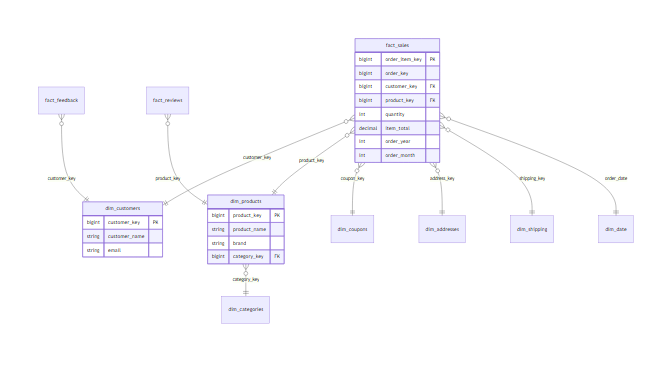 fact_sales
bigint order_item_key PK
bigint order_key
bigint customer_key FK
bigint product_key FK
int quantity
decimal item_total
int order_year
int order_month
fact_feedback
fact_reviews
customer_key
product_key
customer_key
product_key
coupon_key
address_key
shipping_key
order_date
dim_customers
bigint customer_key PK
string customer_name
string email
dim_products
bigint product_key PK
string product_name
string brand
bigint category_key FK
dim_coupons
dim_addresses
dim_shipping
dim_date
category_key
dim_categories